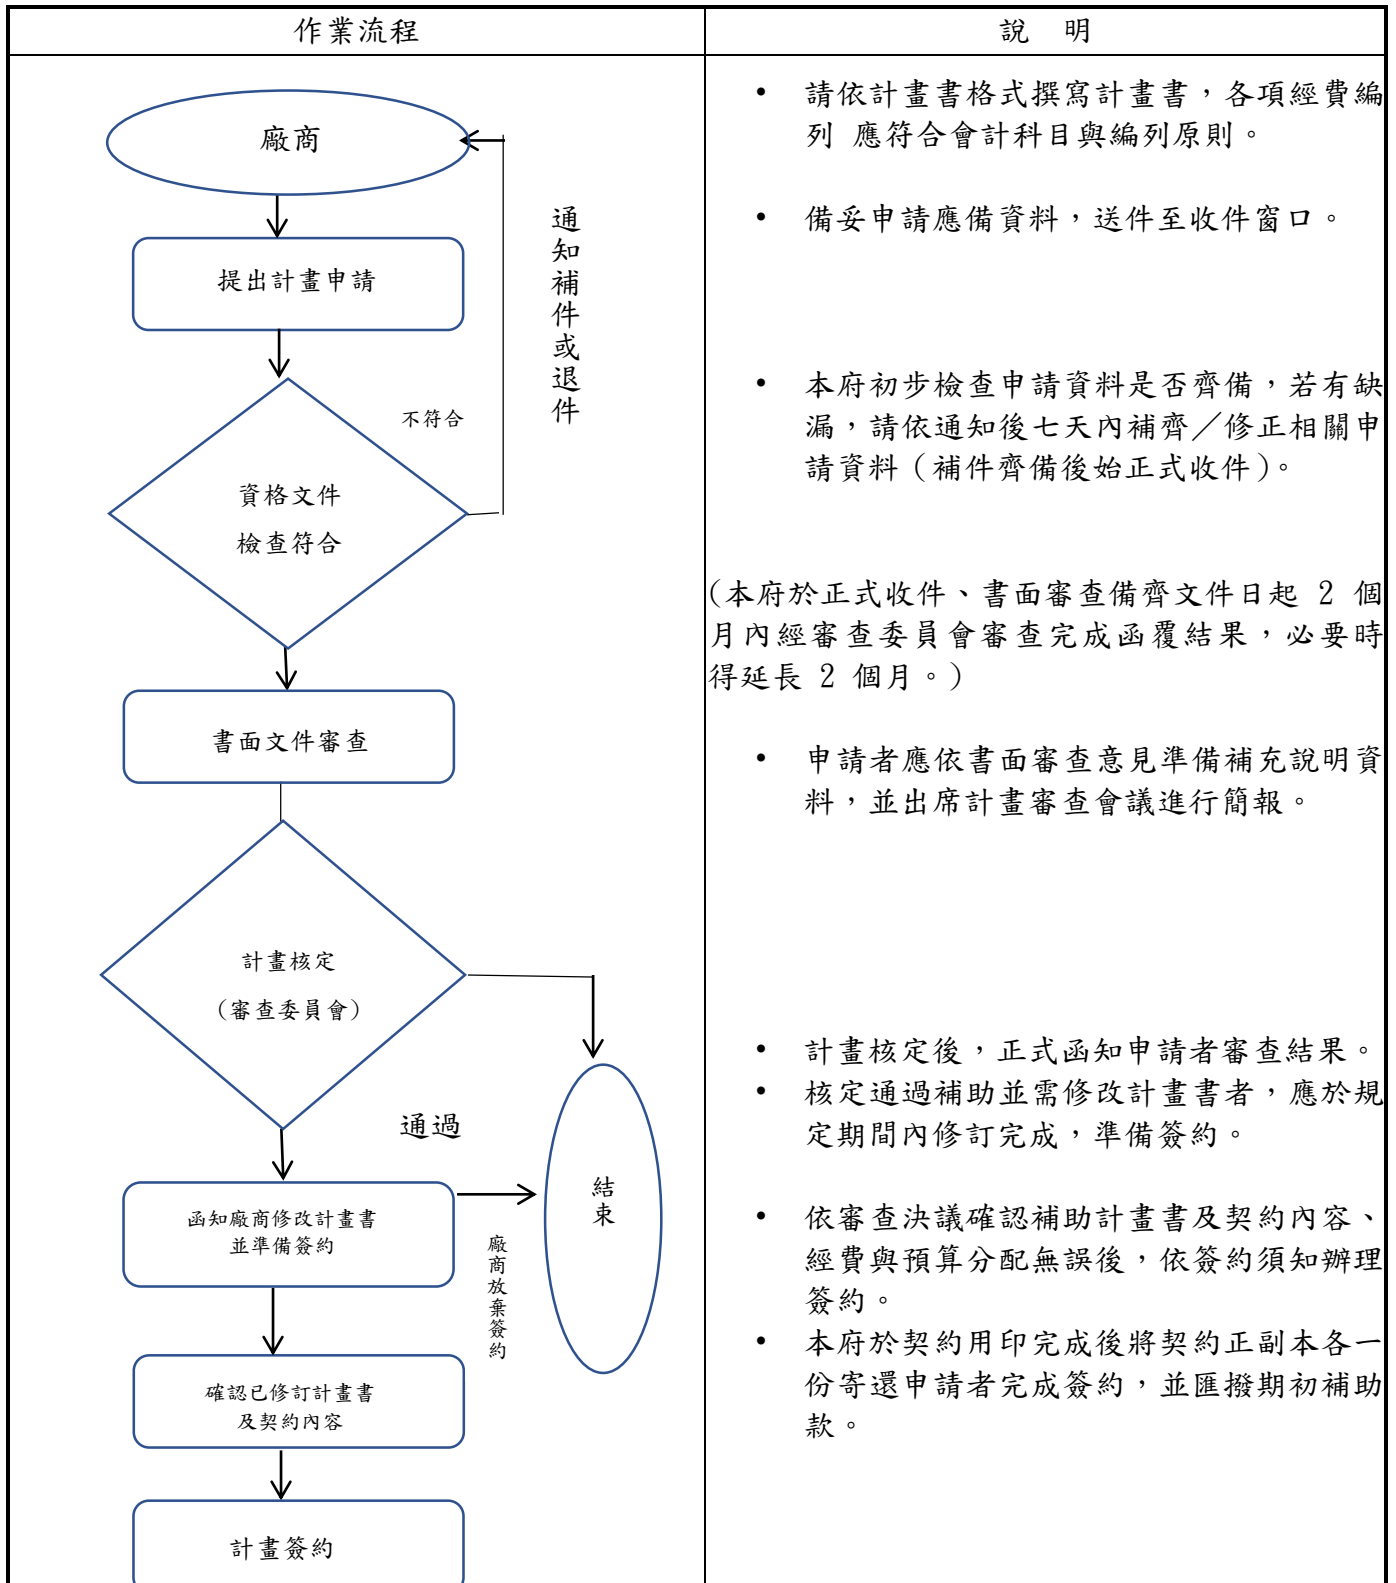 作業流程
說　明
廠商
提出計畫申請
通知補件或退件
不符合
資格文件
檢查符合
書面文件審查
計畫核定
（審查委員會）
通過
函知廠商修改計畫書
並準備簽約
廠商放棄簽約
結束
確認已修訂計畫書
及契約內容
計畫簽約
• 請依計畫書格式撰寫計畫書，各項經費編
列 應符合會計科目與編列原則。
• 備妥申請應備資料，送件至收件窗口。
• 本府初步檢查申請資料是否齊備，若有缺
漏，請依通知後七天內補齊／修正相關申
請資料（補件齊備後始正式收件）。
（本府於正式收件、書面審查備齊文件日起 2 個
月內經審查委員會審查完成函覆結果，必要時
得延長 2 個月。）
• 申請者應依書面審查意見準備補充說明資
料，並出席計畫審查會議進行簡報。
• 計畫核定後，正式函知申請者審查結果。
• 核定通過補助並需修改計畫書者，應於規
定期間內修訂完成，準備簽約。
• 依審查決議確認補助計畫書及契約內容、
經費與預算分配無誤後，依簽約須知辦理
簽約。
• 本府於契約用印完成後將契約正副本各一
份寄還申請者完成簽約，並匯撥期初補助
款。